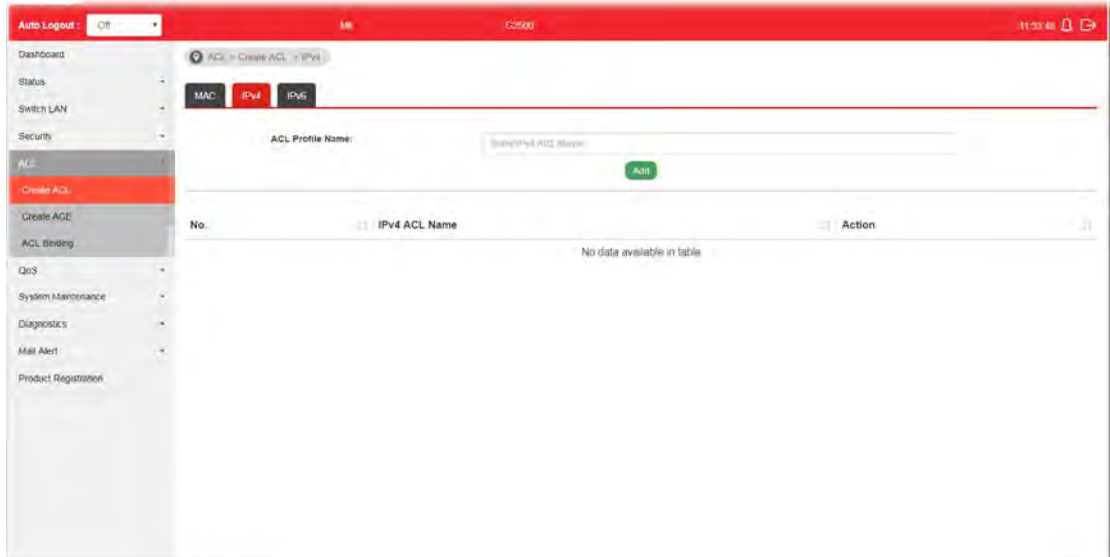 Auto Logout : Off G2500 11:33:48
Dashboard
ACL > Create ACL > IPv4
Status
MAC IPv4 IPv6
Switch LAN
Security
ACL Profile Name:
ACL
Add
Create ACL
Create ACE
No. IPv4 ACL Name Action
ACL Binding
No data available in table
QoS
System Maintenance
Diagnostics
Mail Alert
Product Registration